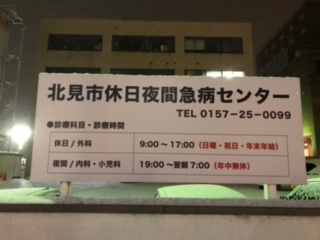 北見市休日夜間急病センター
TEL 0157-25-0099
●診療科目・診療時間
休日/外科 9:00～17:00 (日曜・祝日・年末年始)
夜間/内科・小児科 19:00～翌朝7:00 (年中無休)